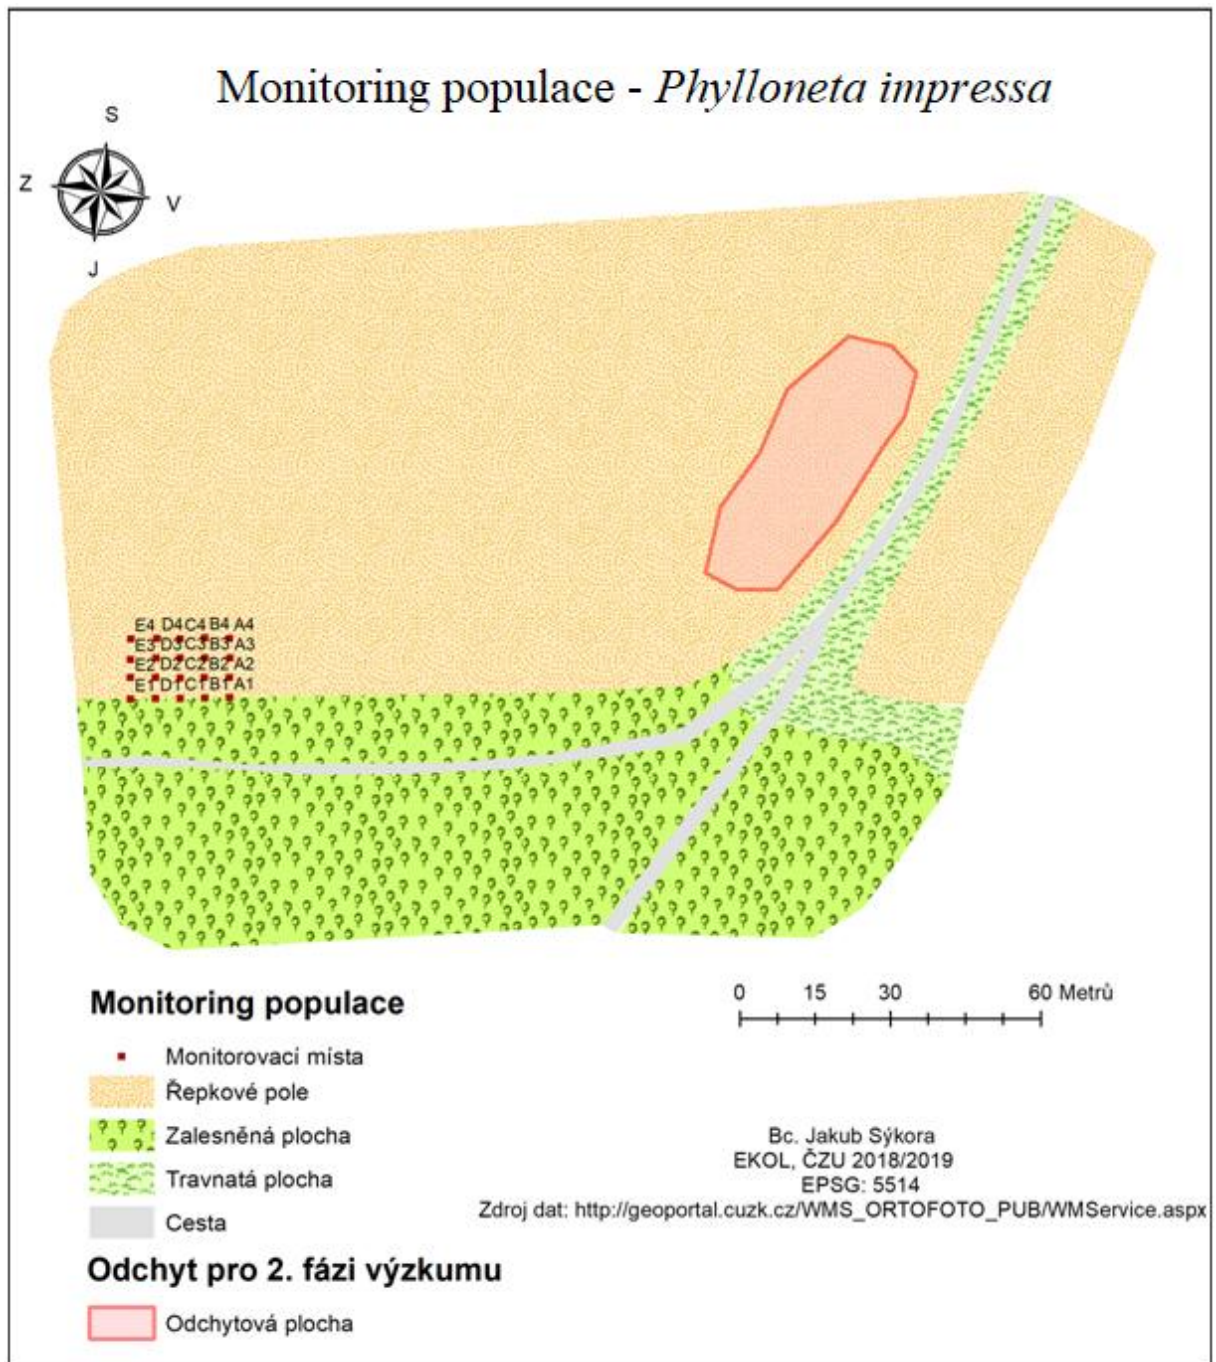 Monitoring populace - Phylloneta impressa
S
Z
V
J
E4 D4 C4 B4 A4
E3 D3 C3 B3 A3
E2 D2 C2 B2 A2
E1 D1 C1 B1 A1
Monitoring populace
0 15 30 60 Metrů
Monitorovací místa
Řepkové pole
Zalesněná plocha
Travnatá plocha
Cesta
Bc. Jakub Sýkora
EKOL, ČZU 2018/2019
EPSG: 5514
Zdroj dat: http://geoportal.cuzk.cz/WMS_ORTOFOTO_PUB/WMService.aspx
Odchyt pro 2. fázi výzkumu
Odchytová plocha